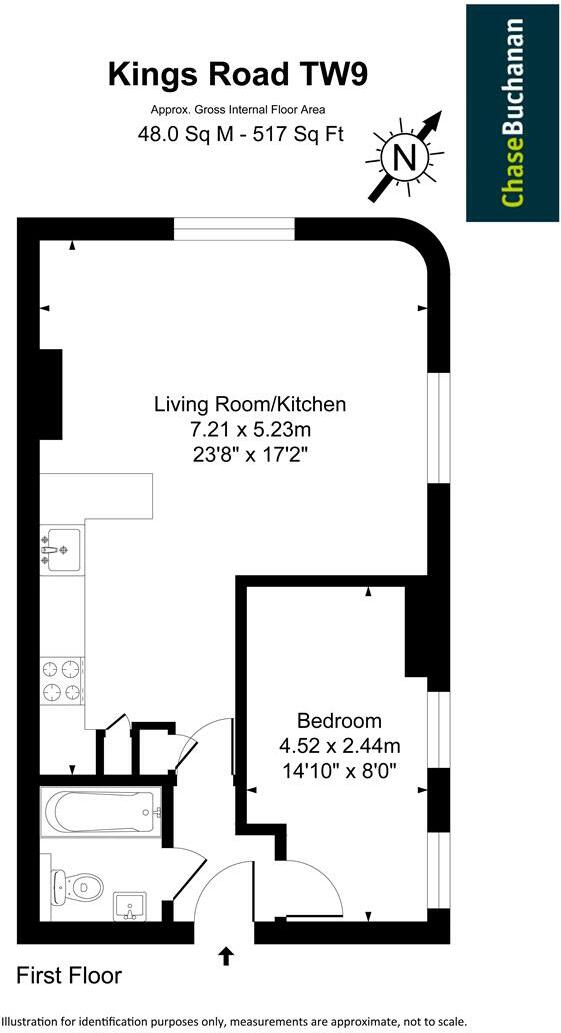 Kings Road TW9
Approx. Gross Internal Floor Area
48.0 Sq M - 517 Sq Ft
N
ChaseBuchanan
Living Room/Kitchen
7.21 x 5.23m
23'8" x 17'2"
Bedroom
4.52 x 2.44m
14'10" x 8'0"
First Floor
Illustration for identification purposes only, measurements are approximate, not to scale.